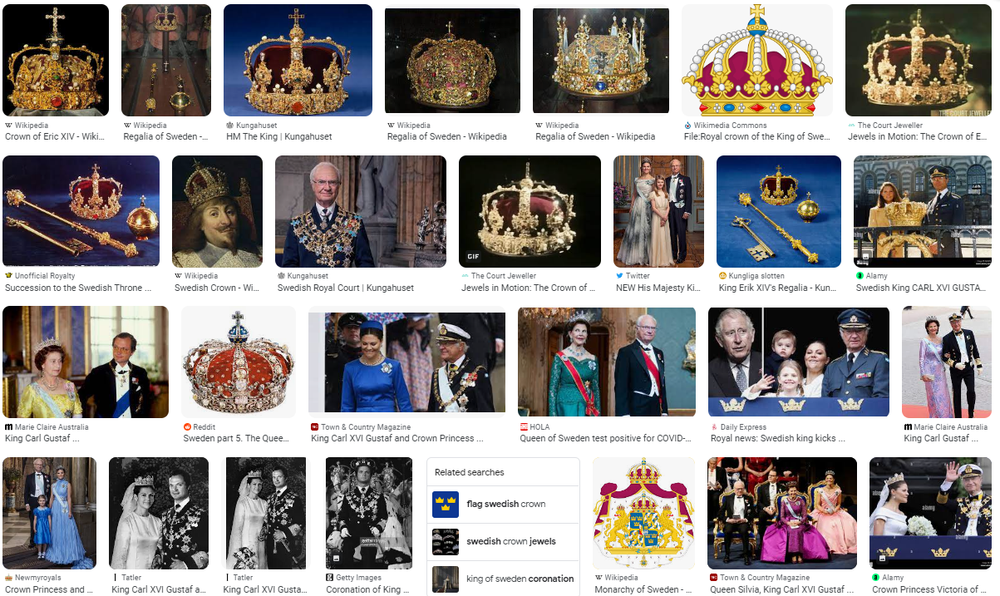 THE COURT JEWELLER
Wikipedia
Wikipedia
Kungahuset
Wikipedia
Wikipedia
Wikimedia Commons
The Court Jeweller
Crown of Eric XIV - Wiki...
Regalia of Sweden -...
HM The King | Kungahuset
Regalia of Sweden - Wikipedia
Regalia of Sweden - Wikipedia
File:Royal crown of the King of Swe...
Jewels in Motion: The Crown of E...
GIF
alamy
Unofficial Royalty
Wikipedia
Kungahuset
The Court Jeweller
Twitter
Kungliga slotten
Alamy
Succession to the Swedish Throne ...
Swedish Crown - Wi...
Swedish Royal Court | Kungahuset
Jewels in Motion: The Crown of ...
NEW His Majesty Ki...
King Erik XIV's Regalia - Kun...
Swedish King CARL XVI GUSTA...
Marie Claire Australia
Reddit
Town & Country Magazine
HOLA
Daily Express
Marie Claire Australia
King Carl Gustaf ...
Sweden part 5. The Quee...
King Carl XVI Gustaf and Crown Princess ...
Queen of Sweden test positive for COVID-...
Royal news: Swedish king kicks ...
King Carl Gustaf ...
Related searches
flag swedish crown
swedish crown jewels
king of sweden coronation
gettyimages
alamy
Newmyroyals
Tatler
Tatler
Getty Images
Wikipedia
Town & Country Magazine
Alamy
Crown Princess and ...
King Carl XVI Gustaf a...
King Carl XVI Gusta...
Coronation of King ...
Monarchy of Sweden - ...
Queen Silvia, King Carl XVI Gustaf ...
Crown Princess Victoria of ...